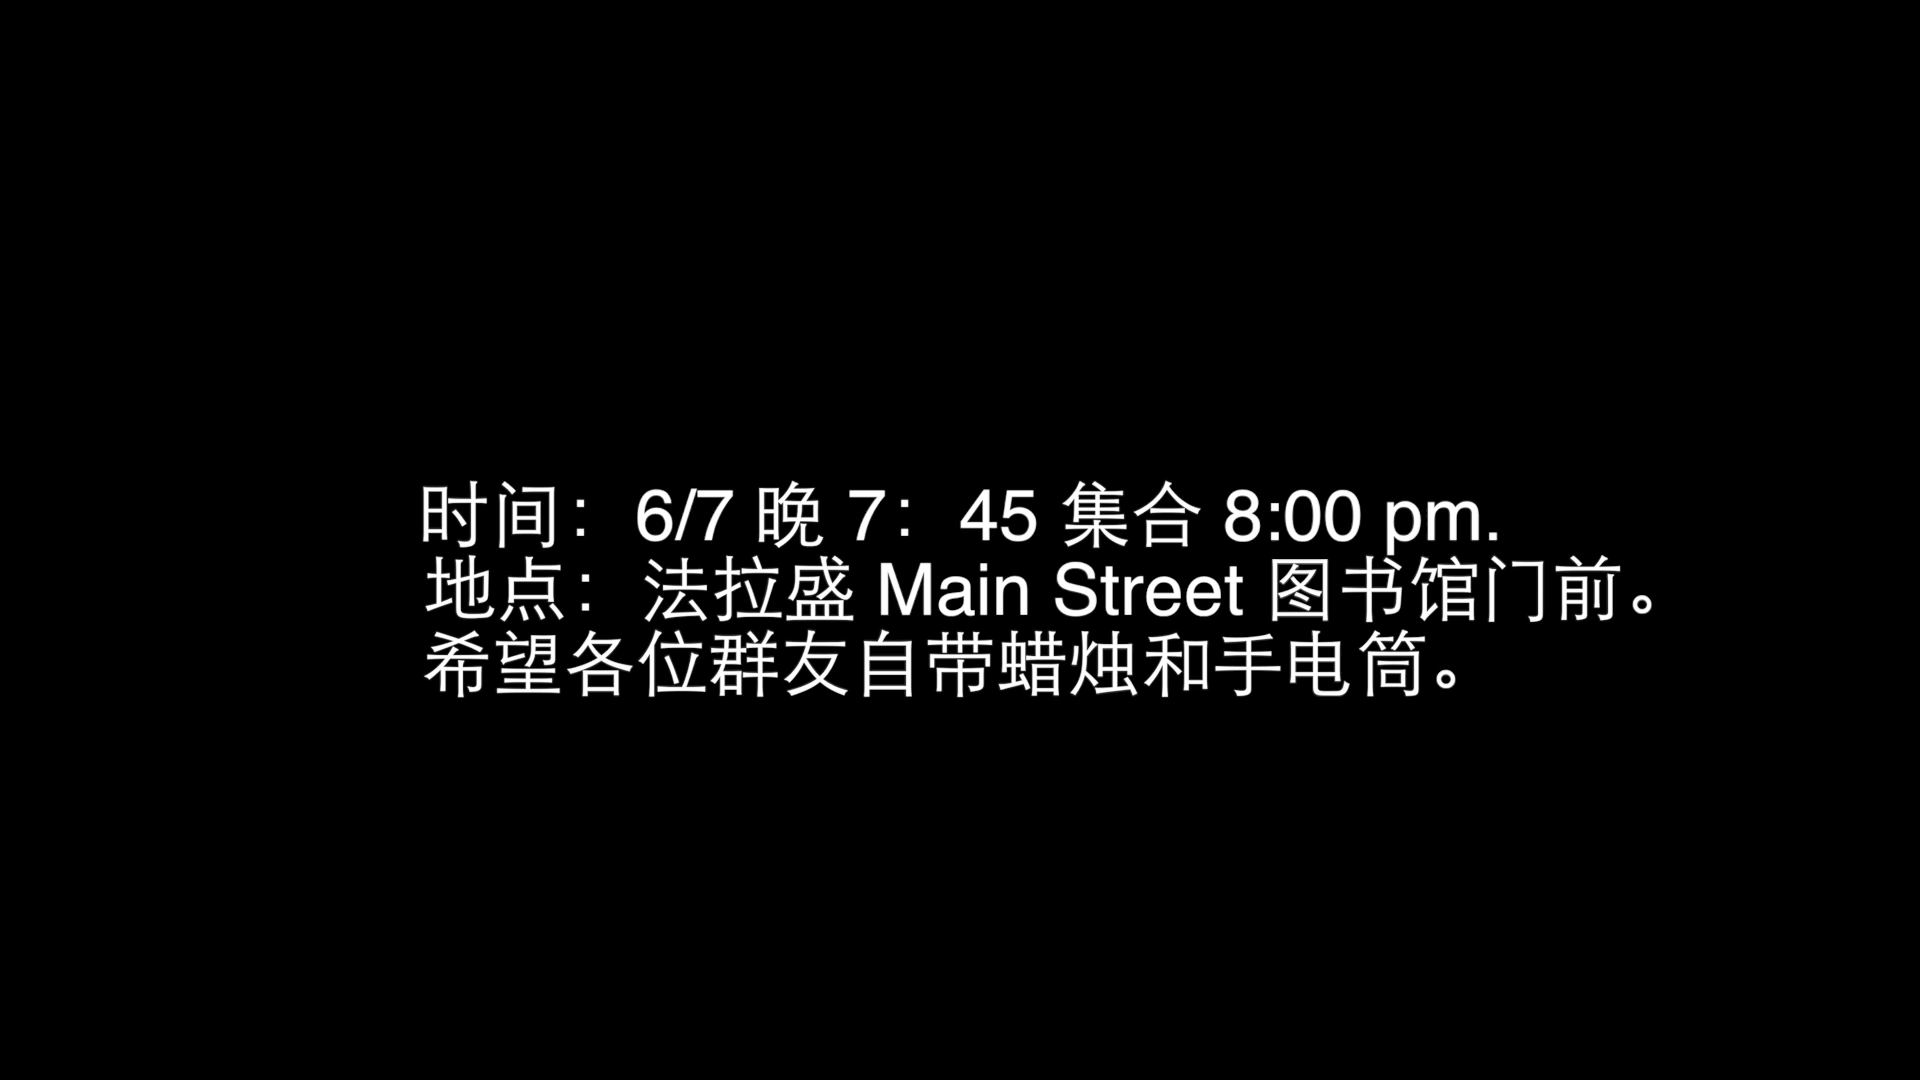 时间：6/7 晚 7：45 集合 8:00 pm.
地点：法拉盛 Main Street 图书馆门前。
希望各位群友自带蜡烛和手电筒。